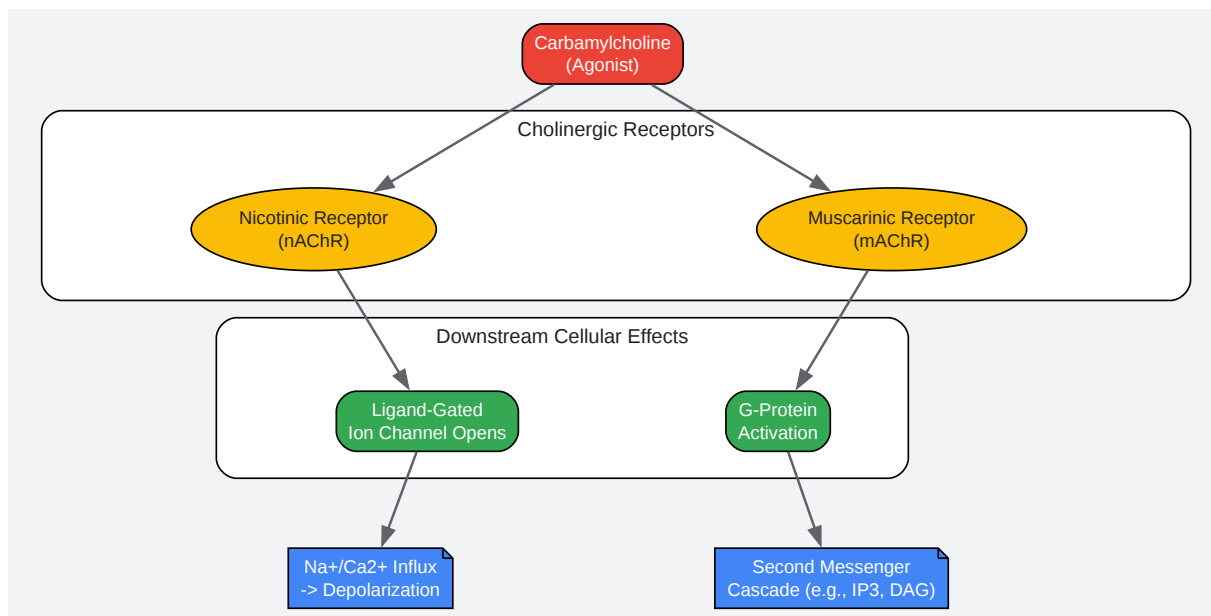 Carbamylcholine
(Agonist)
Cholinergic Receptors
Nicotinic Receptor
(nAChR)
Muscarinic Receptor
(mAChR)
Downstream Cellular Effects
Ligand-Gated
Ion Channel Opens
G-Protein
Activation
Na+/Ca2+ Influx
-> Depolarization
Second Messenger
Cascade (e.g., IP3, DAG)